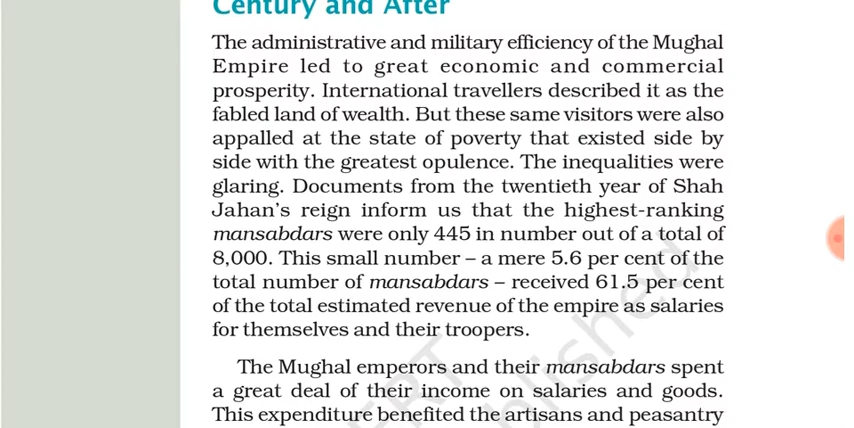 Century and After
The administrative and military efficiency of the Mughal
Empire led to great economic and commercial
prosperity. International travellers described it as the
fabled land of wealth. But these same visitors were also
appalled at the state of poverty that existed side by
side with the greatest opulence. The inequalities were
glaring. Documents from the twentieth year of Shah
Jahan's reign inform us that the highest-ranking
mansabdars were only 445 in number out of a total of
8,000. This small number – a mere 5.6 per cent of the
total number of mansabdars – received 61.5 per cent
of the total estimated revenue of the empire as salaries
for themselves and their troopers.
The Mughal emperors and their mansabdars spent
a great deal of their income on salaries and goods.
This expenditure benefited the artisans and peasantry